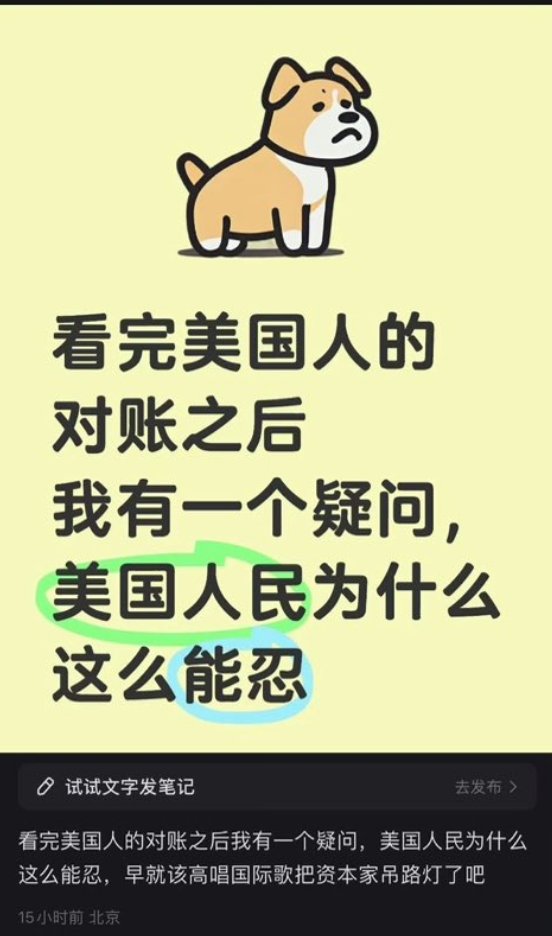 看完美国人的
对账之后
我有一个疑问，
美国人民为什么
这么能忍
试试文字发笔记
去发布 >
看完美国人的对账之后我有一个疑问，美国人民为什么
这么能忍，早就该高唱国际歌把资本家吊路灯了吧
15小时前 北京